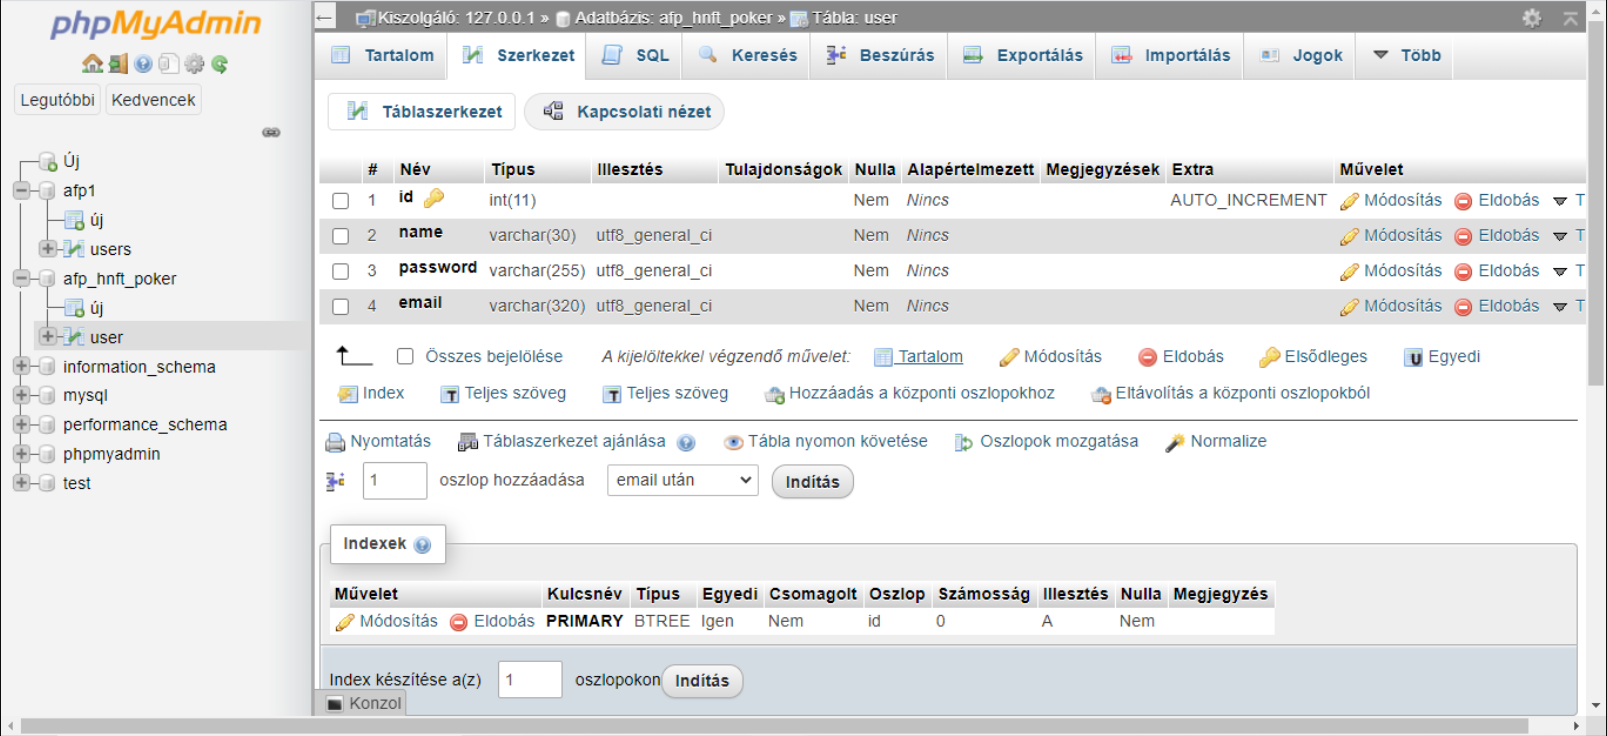 phpMyAdmin
Legutóbbi Kedvencek
Új
afp1
új
users
afp_hnft_poker
új
user
information_schema
mysql
performance_schema
phpmyadmin
test
Kiszolgáló: 127.0.0.1 » Adatbázis: afp_hnft_poker » Tábla: user
Tartalom Szerkezet SQL Keresés Beszúrás Exportálás Importálás Jogok Több
Táblaszerkezet Kapcsolati nézet
# Név Típus Illesztés Tulajdonságok Nulla Alapértelmezett Megjegyzések Extra Művelet
1 id int(11) Nem Nincs AUTO_INCREMENT Módosítás Eldobás T
2 name varchar(30) utf8_general_ci Nem Nincs Módosítás Eldobás T
3 password varchar(255) utf8_general_ci Nem Nincs Módosítás Eldobás T
4 email varchar(320) utf8_general_ci Nem Nincs Módosítás Eldobás T
Összes bejelölése A kijelöltekkel végzendő művelet: Tartalom Módosítás Eldobás Elsődleges Egyedi
Index Teljes szöveg Teljes szöveg Hozzáadás a központi oszlopokhoz Eltávolítás a központi oszlopokból
Nyomtatás Táblaszerkezet ajánlása Tábla nyomon követése Oszlopok mozgatása Normalize
1 oszlop hozzáadása email után Indítás
Indexek
Művelet Kulcsnév Típus Egyedi Csomagolt Oszlop Számosság Illesztés Nulla Megjegyzés
Módosítás Eldobás PRIMARY BTREE Igen Nem id 0 A Nem
Index készítése a(z) 1 oszlopokon Indítás
Konzol